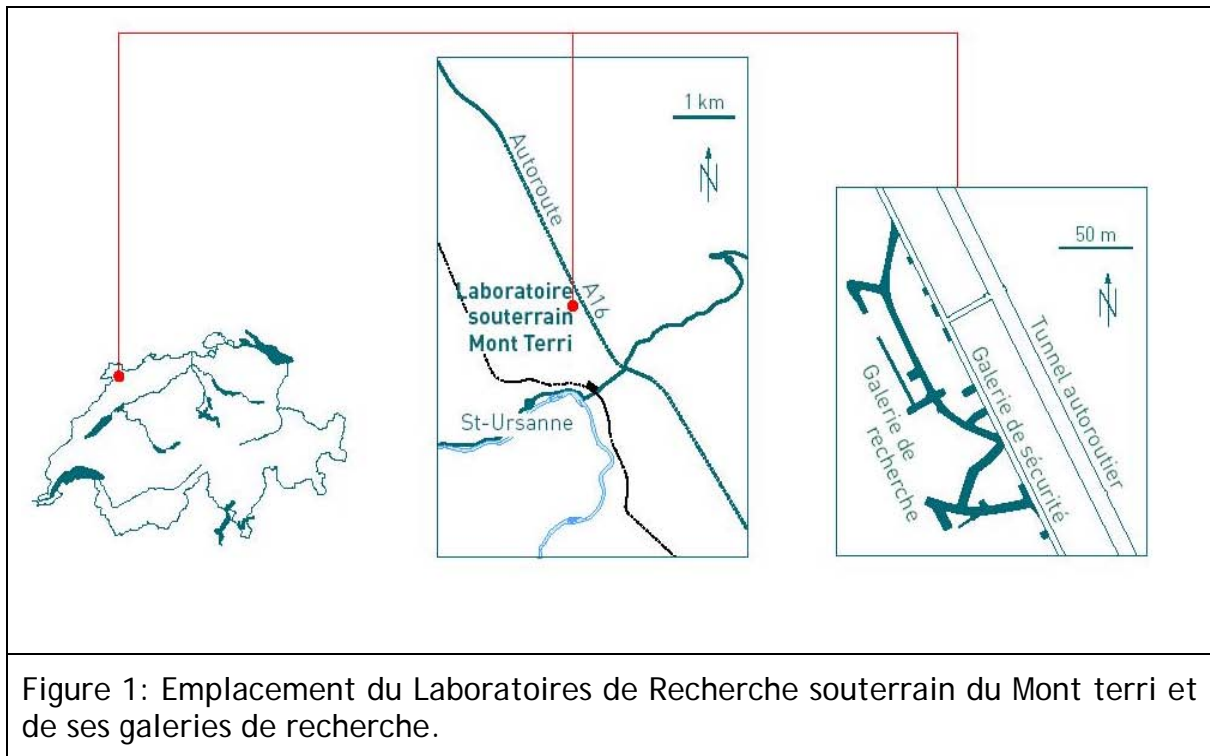 1 km
N
Autoroute
A16
Laboratoire
souterrain
Mont Terri
St-Ursanne
50 m
N
Tunnel autoroutier
Galerie de sécurité
Galerie de
recherche
Figure 1: Emplacement du Laboratoires de Recherche souterrain du Mont terri et
de ses galeries de recherche.